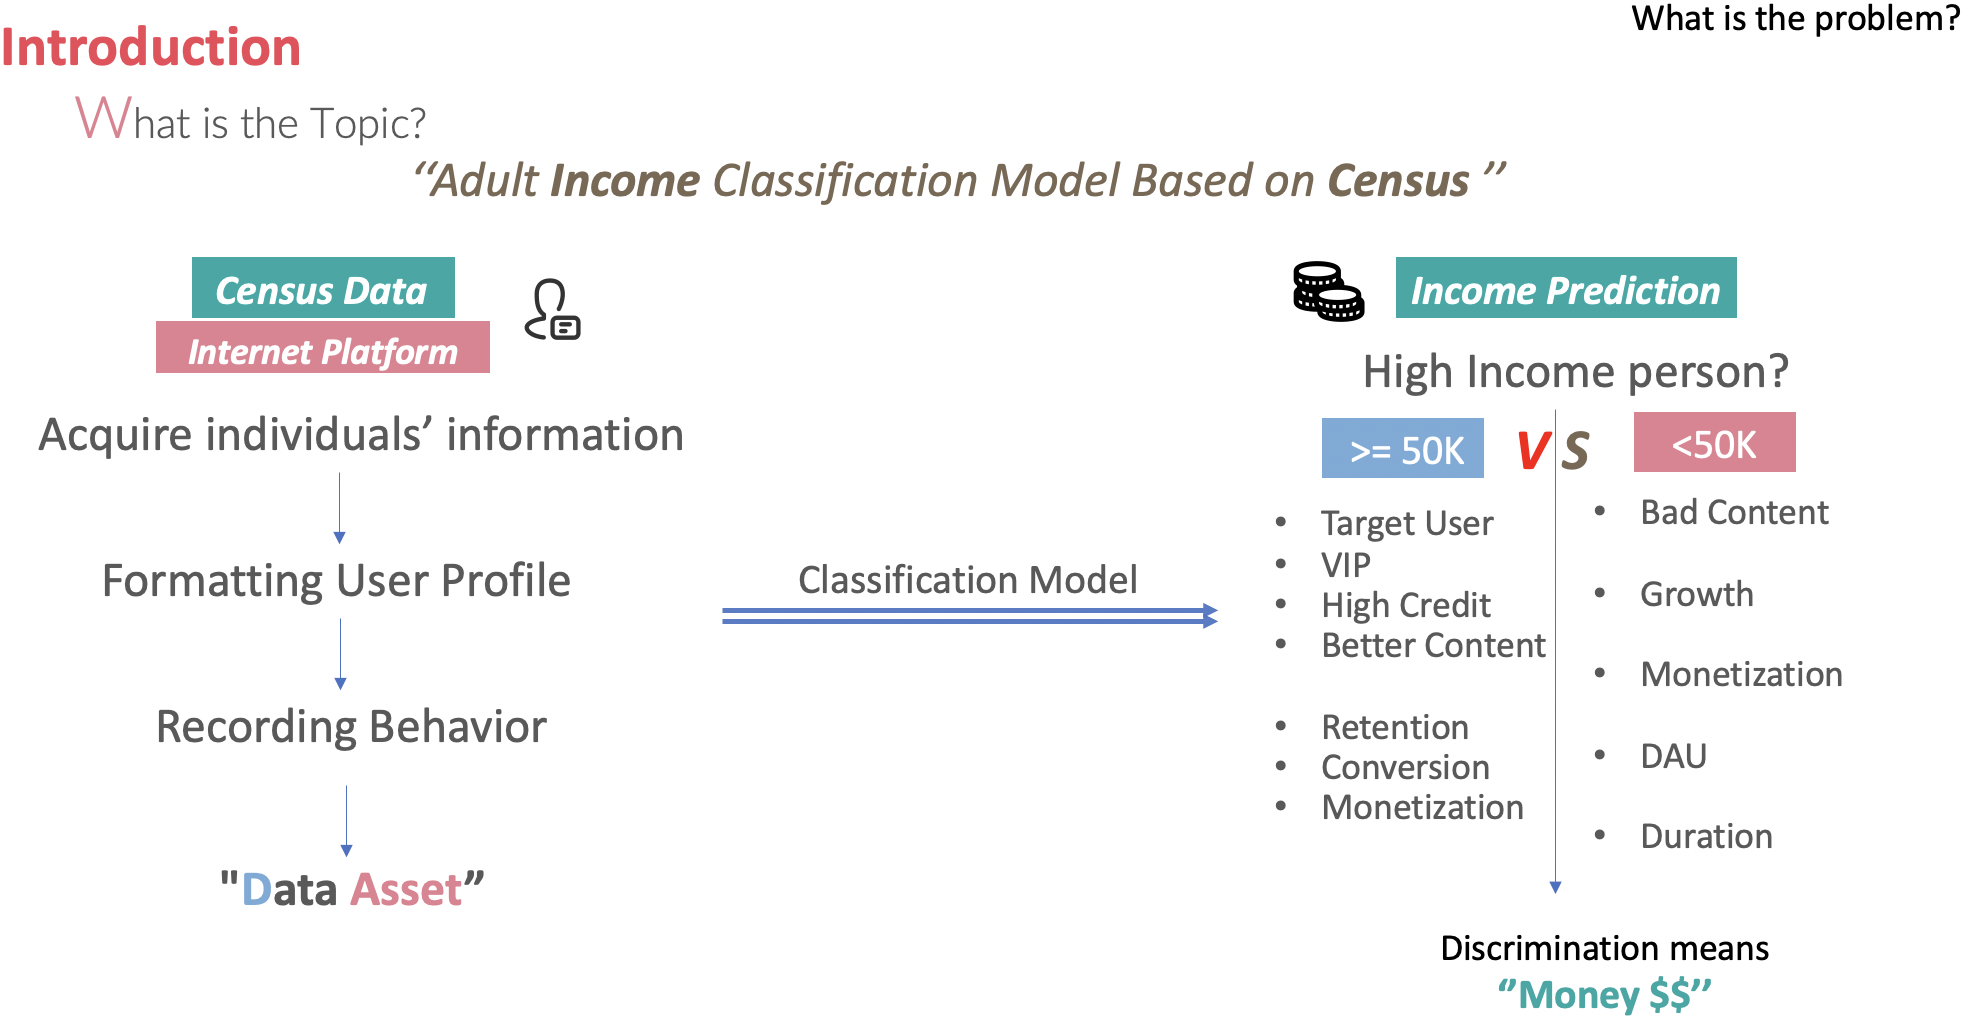 What is the problem?
Introduction
What is the Topic?
“Adult Income Classification Model Based on Census ”
Census Data
Internet Platform
Acquire individuals’ information
Formatting User Profile
Recording Behavior
"Data Asset”
Classification Model
Income Prediction
High Income person?
>= 50K
VS
<50K
• Target User
• VIP
• High Credit
• Better Content
• Retention
• Conversion
• Monetization
• Bad Content
• Growth
• Monetization
• DAU
• Duration
Discrimination means
“Money $$”